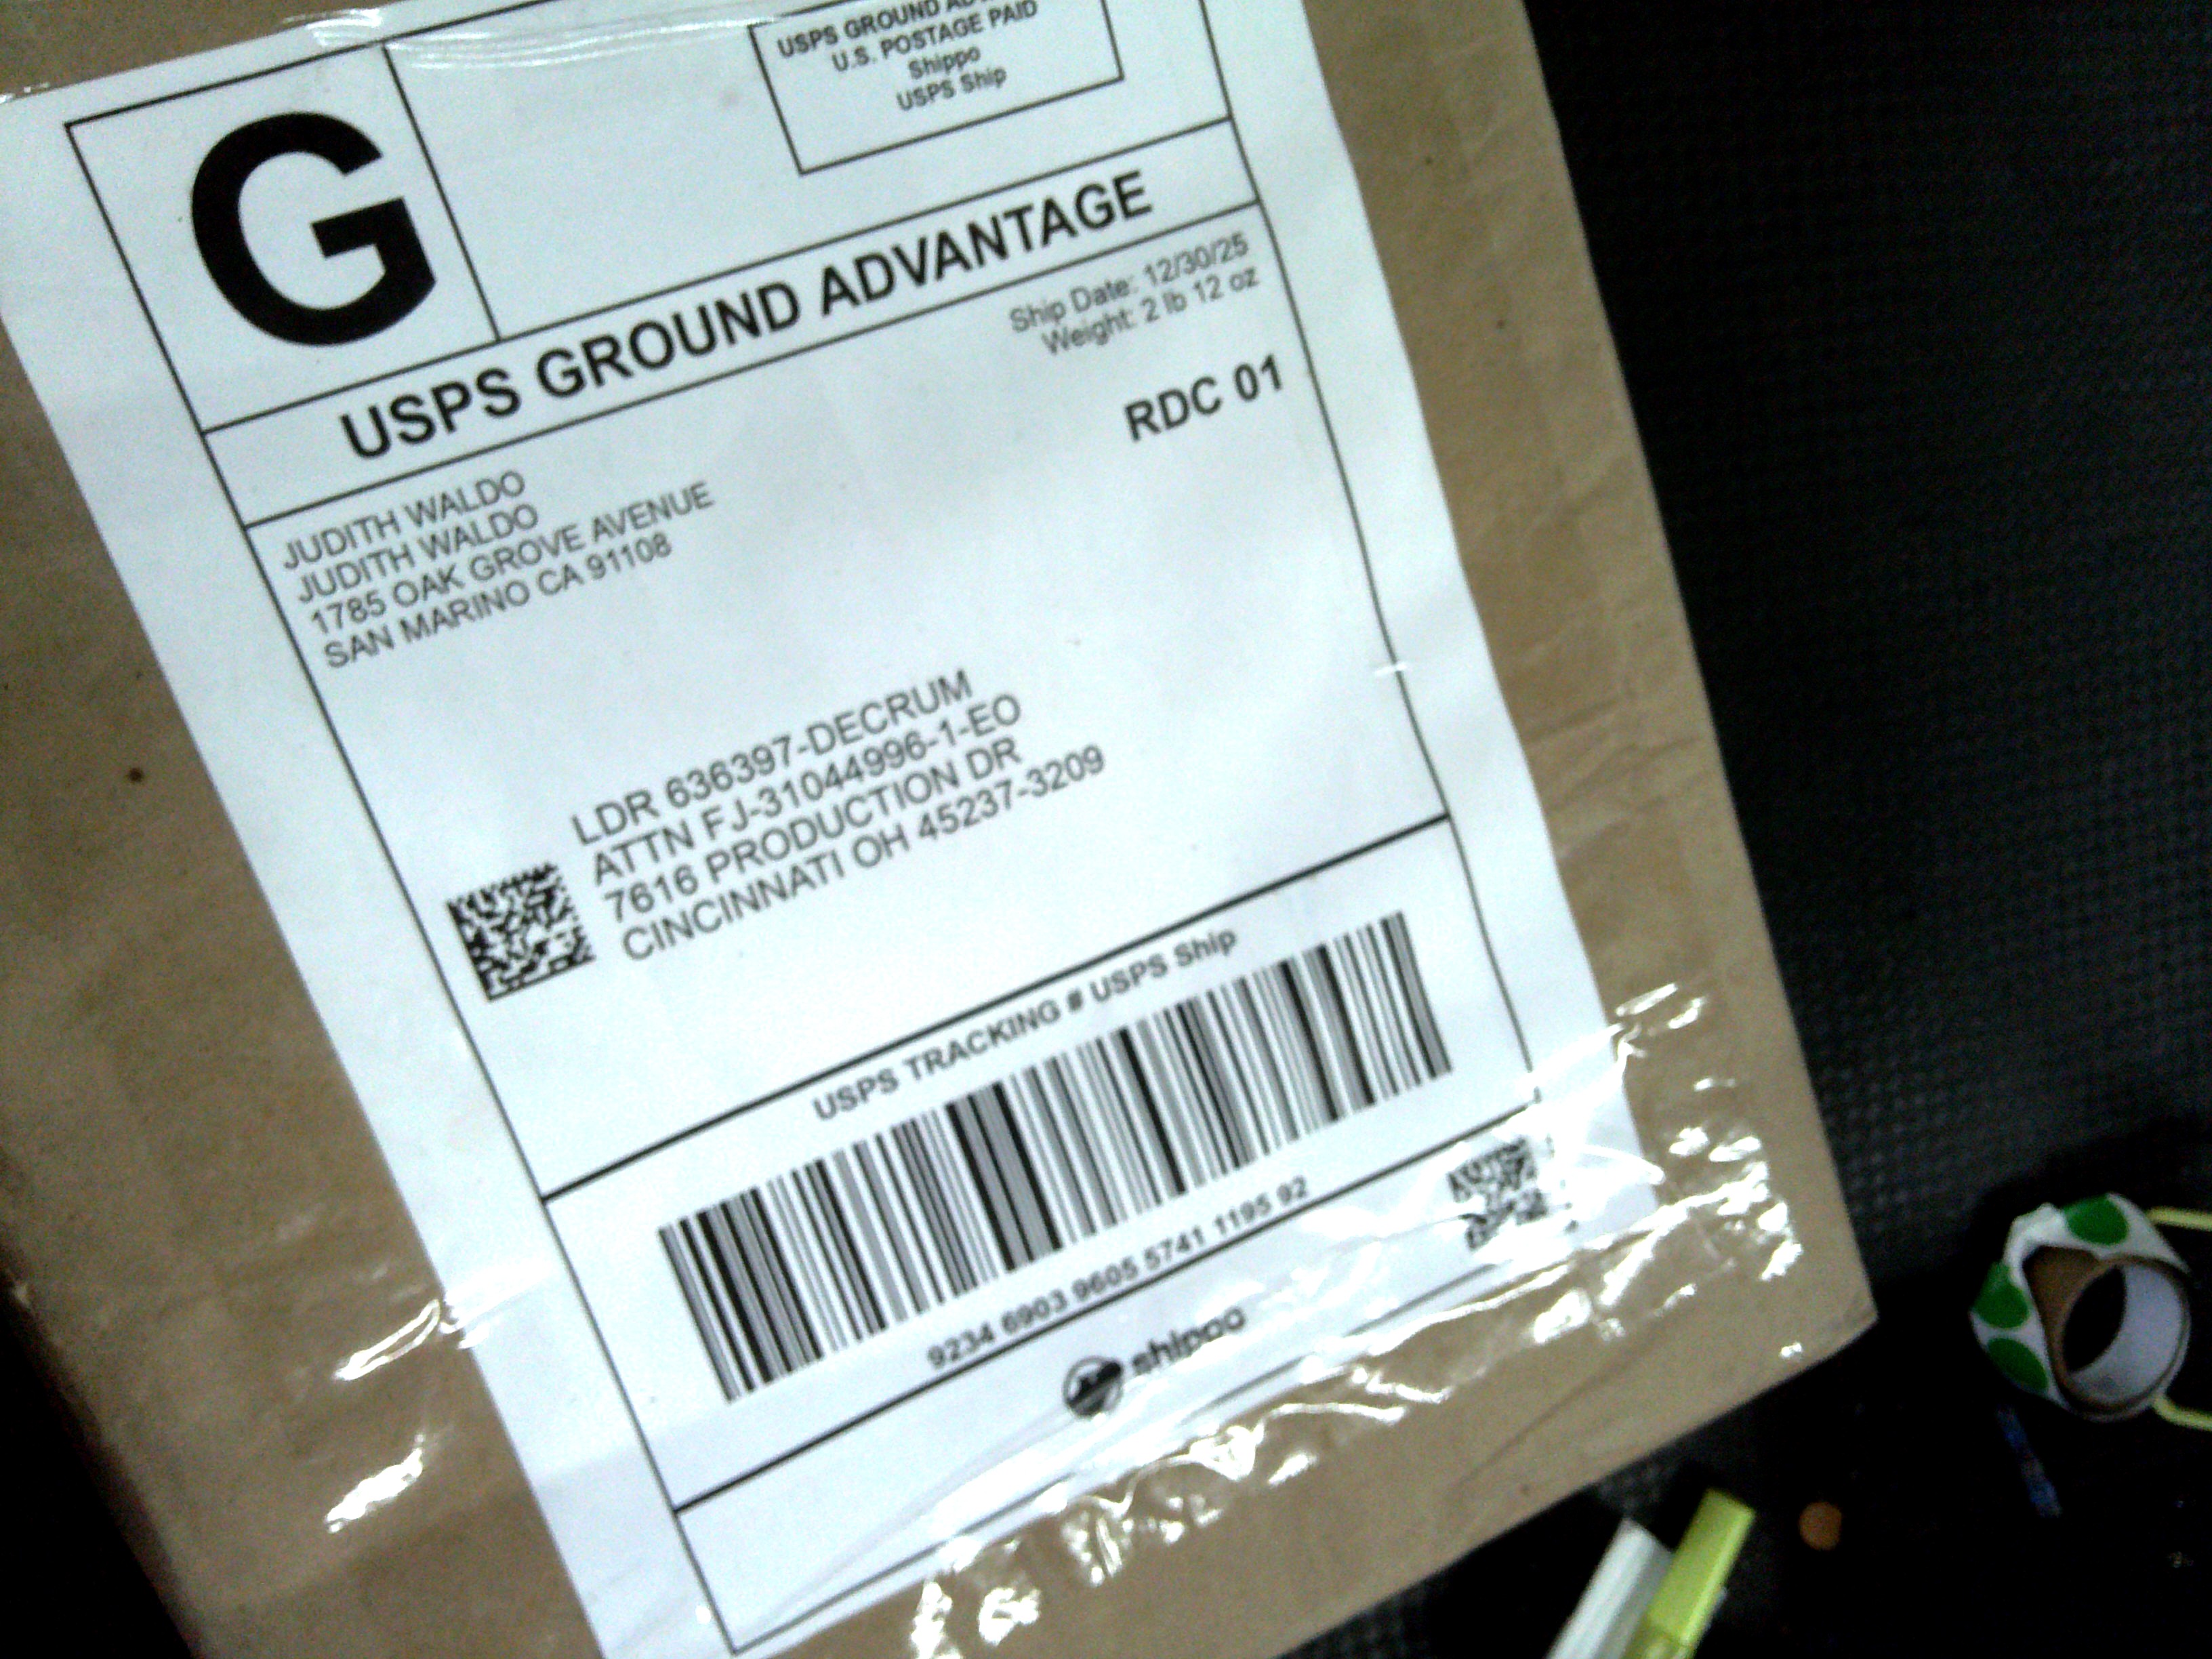 USPS GROUND
U.S. POSTAGE PAID
Shippo
USPS Ship
G
USPS GROUND ADVANTAGE
Ship Date: 12/30/25
Weight: 2 lb 12 oz
RDC 01
JUDITH WALDO
JUDITH WALDO
1785 OAK GROVE AVENUE
SAN MARINO CA 91108
LDR 636397-DECRUM
ATTN FJ-31044996-1-EO
7616 PRODUCTION DR
CINCINNATI OH 45237-3209
USPS TRACKING # USPS Ship
9234 6903 9605 5741 1195 92
shippo